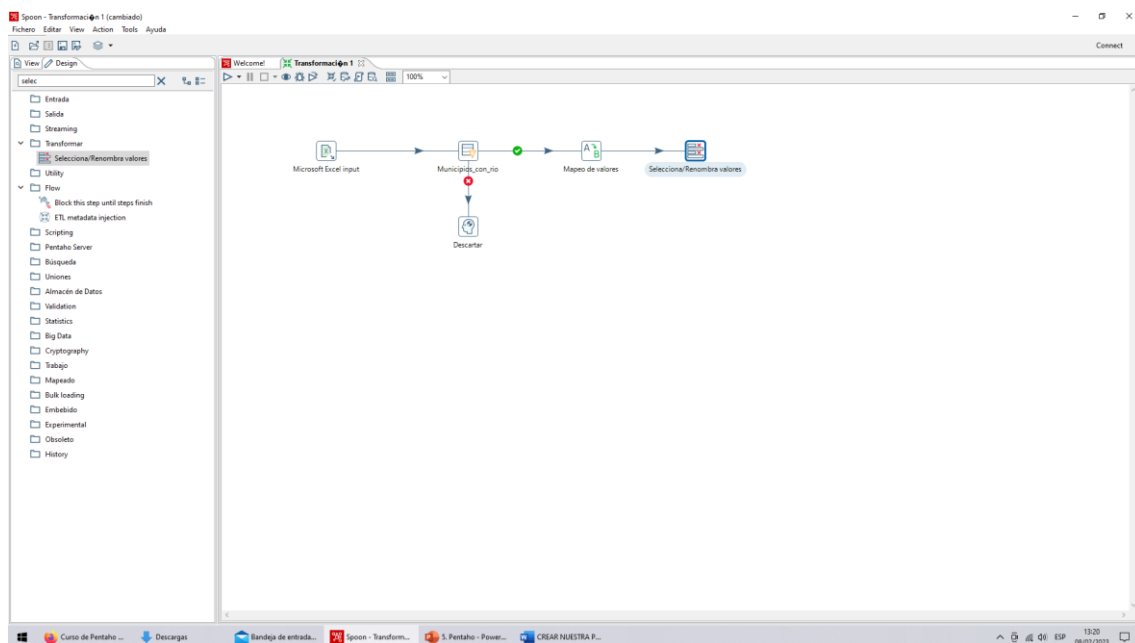 Spoon - Transformaci�n 1 (cambiado)
Fichero Editar View Action Tools Ayuda
Connect
View Design
Welcome! Transformaci�n 1
selec
100%
Entrada
Salida
Streaming
Transformar
Selecciona/Renombra valores
Utility
Flow
Block this step until steps finish
ETL metadata injection
Scripting
Pentaho Server
Búsqueda
Uniones
Almacén de Datos
Validation
Statistics
Big Data
Cryptography
Trabajo
Mapeado
Bulk loading
Embebido
Experimental
Obsoleto
History
Microsoft Excel input
Municipios_con_rio
Mapeo de valores
Selecciona/Renombra valores
Descartar
Curso de Pentaho ... Descargas Bandeja de entrada... Spoon - Transform... 5. Pentaho - Power... CREAR NUESTRA P... ESP 13:20
09/02/2023